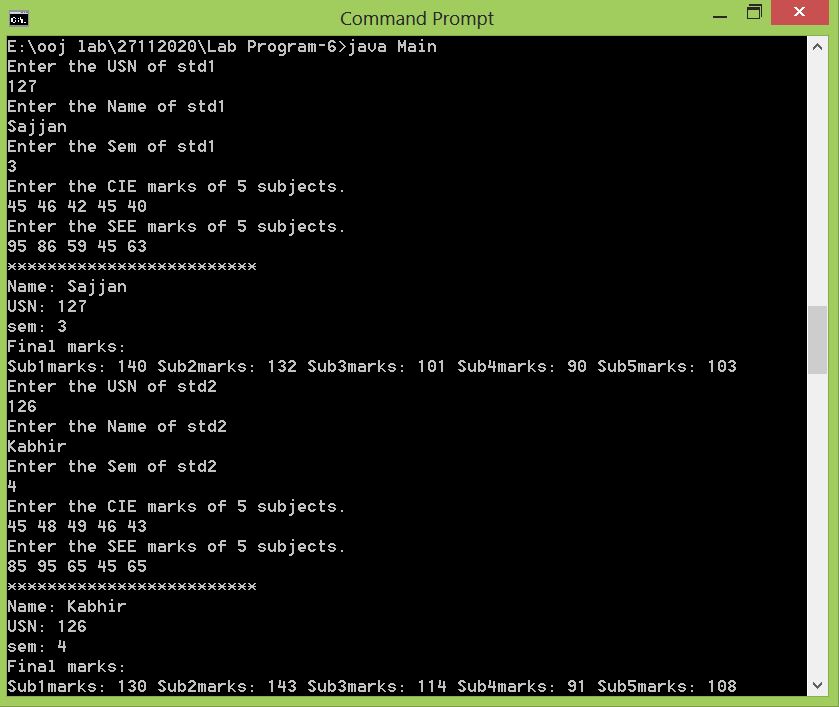 Command Prompt
E:\ooj lab\27112020\Lab Program-6>java Main
Enter the USN of std1
127
Enter the Name of std1
Sajjan
Enter the Sem of std1
3
Enter the CIE marks of 5 subjects.
45 46 42 45 40
Enter the SEE marks of 5 subjects.
95 86 59 45 63
*************************
Name: Sajjan
USN: 127
sem: 3
Final marks:
Sub1marks: 140 Sub2marks: 132 Sub3marks: 101 Sub4marks: 90 Sub5marks: 103
Enter the USN of std2
126
Enter the Name of std2
Kabhir
Enter the Sem of std2
4
Enter the CIE marks of 5 subjects.
45 48 49 46 43
Enter the SEE marks of 5 subjects.
85 95 65 45 65
*************************
Name: Kabhir
USN: 126
sem: 4
Final marks:
Sub1marks: 130 Sub2marks: 143 Sub3marks: 114 Sub4marks: 91 Sub5marks: 108